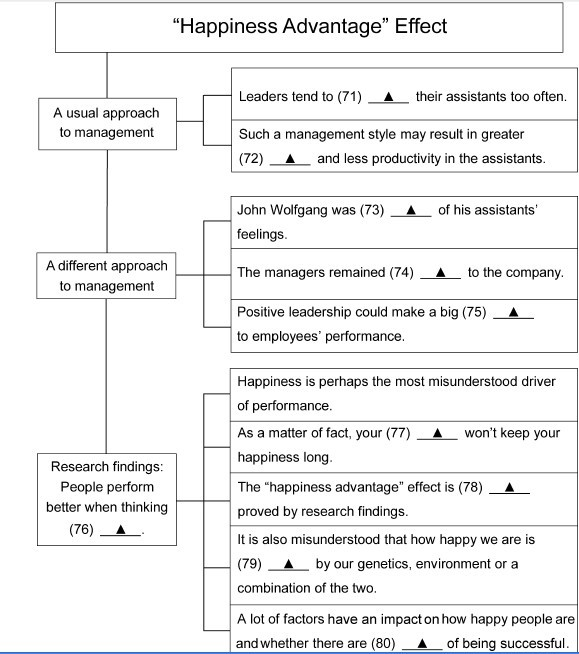 “Happiness Advantage” Effect
A usual approach
to management
Leaders tend to (71) ▲ their assistants too often.
Such a management style may result in greater
(72) ▲ and less productivity in the assistants.
A different approach
to management
John Wolfgang was (73) ▲ of his assistants’
feelings.
The managers remained (74) ▲ to the company.
Positive leadership could make a big (75) ▲
to employees’ performance.
Research findings:
People perform
better when thinking
(76) ▲ .
Happiness is perhaps the most misunderstood driver
of performance.
As a matter of fact, your (77) ▲ won’t keep your
happiness long.
The “happiness advantage” effect is (78) ▲
proved by research findings.
It is also misunderstood that how happy we are is
(79) ▲ by our genetics, environment or a
combination of the two.
A lot of factors have an impact on how happy people are
and whether there are (80) ▲ of being successful.